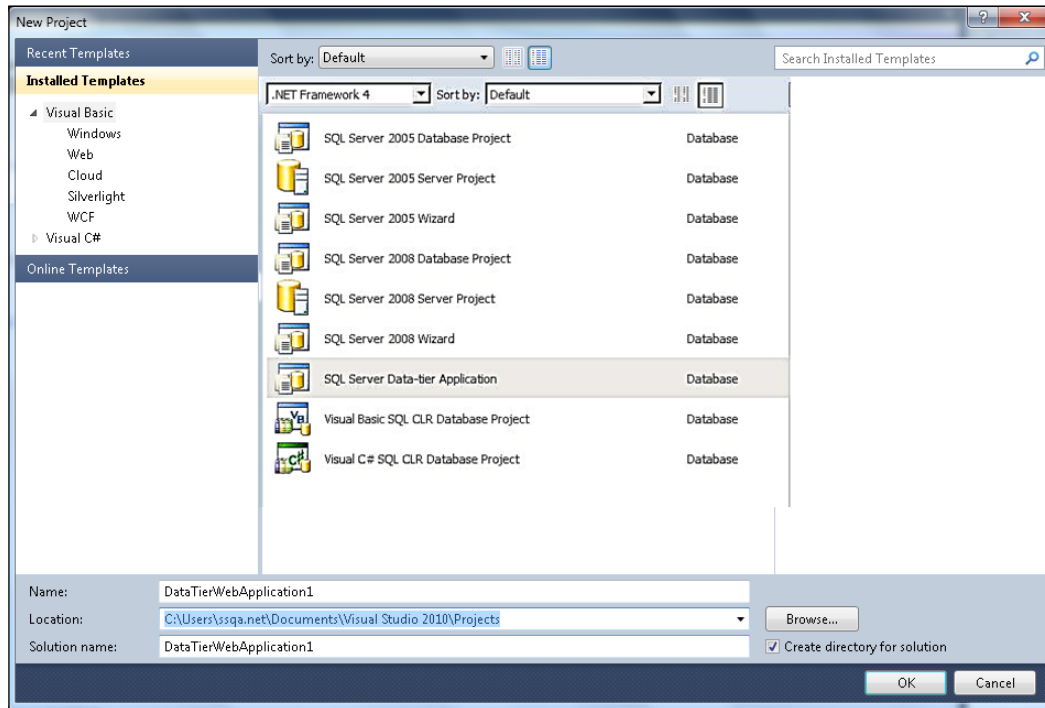 New Project
Recent Templates
Installed Templates
Visual Basic
Windows
Web
Cloud
Silverlight
WCF
Visual C#
Online Templates
Sort by: Default
Search Installed Templates
.NET Framework 4 Sort by: Default
SQL Server 2005 Database Project Database
SQL Server 2005 Server Project Database
SQL Server 2005 Wizard Database
SQL Server 2008 Database Project Database
SQL Server 2008 Server Project Database
SQL Server 2008 Wizard Database
SQL Server Data-tier Application Database
Visual Basic SQL CLR Database Project Database
Visual C# SQL CLR Database Project Database
Name: DataTierWebApplication1
Location: C:\Users\ssqa.net\Documents\Visual Studio 2010\Projects Browse...
Solution name: DataTierWebApplication1 Create directory for solution
OK Cancel